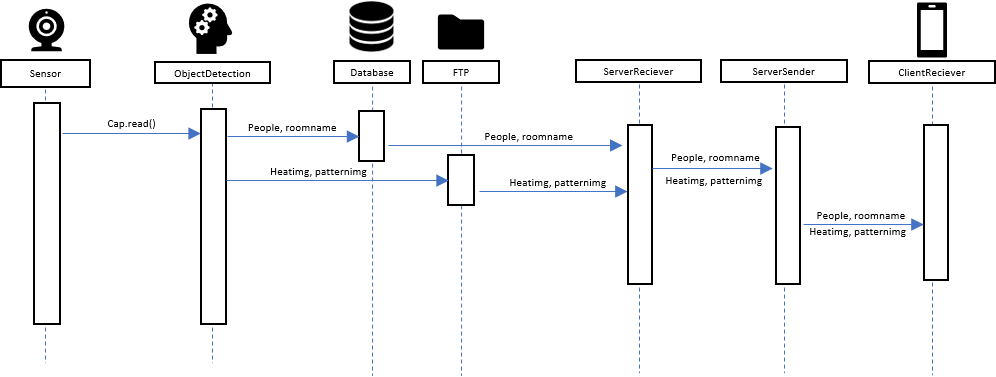 Sensor
ObjectDetection
Database
FTP
ServerReciever
ServerSender
ClientReciever
Cap.read()
People, roomname
People, roomname
People, roomname
Heatimg, patternimg
Heatimg, patternimg
Heatimg, patternimg
People, roomname
Heatimg, patternimg